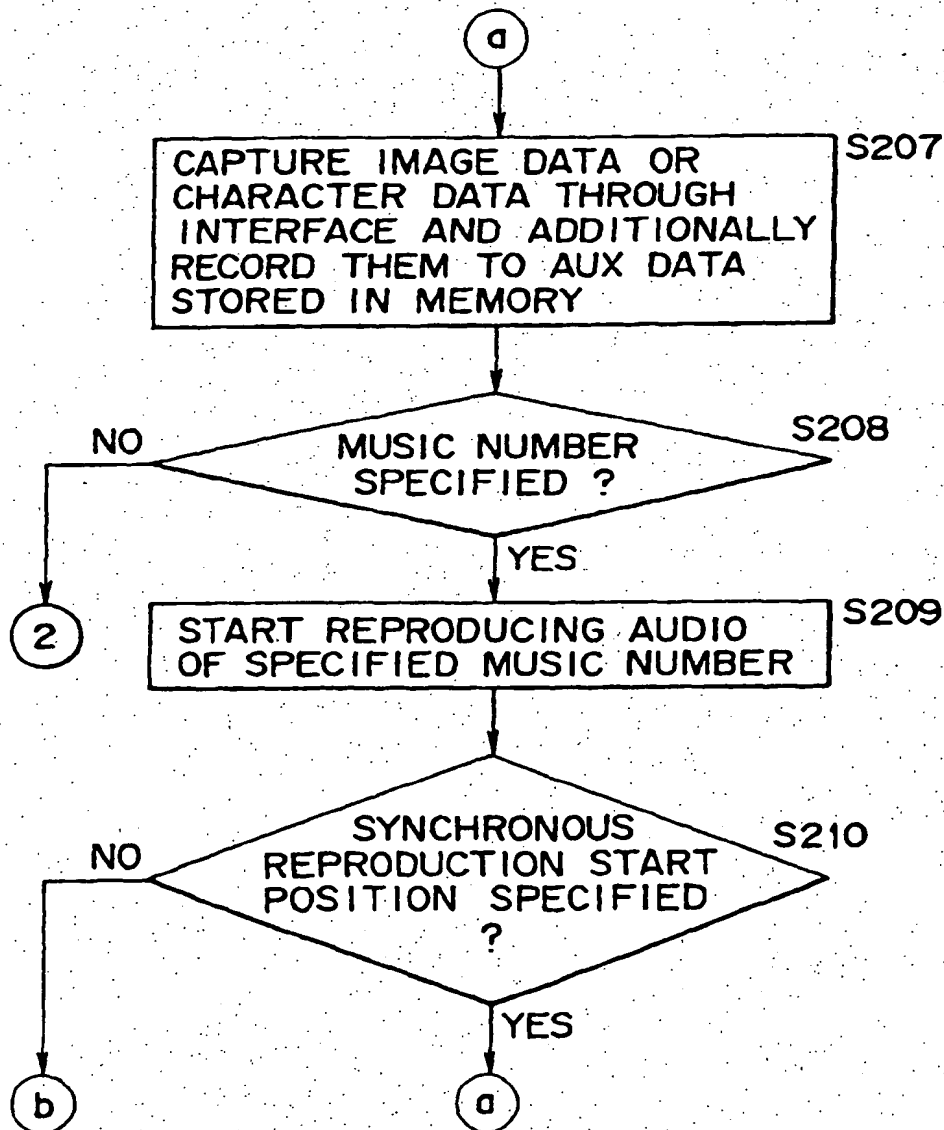 a
S207
CAPTURE IMAGE DATA OR
CHARACTER DATA THROUGH
INTERFACE AND ADDITIONALLY
RECORD THEM TO AUX DATA
STORED IN MEMORY
NO
S208
MUSIC NUMBER
SPECIFIED ?
YES
2
S209
START REPRODUCING AUDIO
OF SPECIFIED MUSIC NUMBER
NO
S210
SYNCHRONOUS
REPRODUCTION START
POSITION SPECIFIED
?
YES
b
a